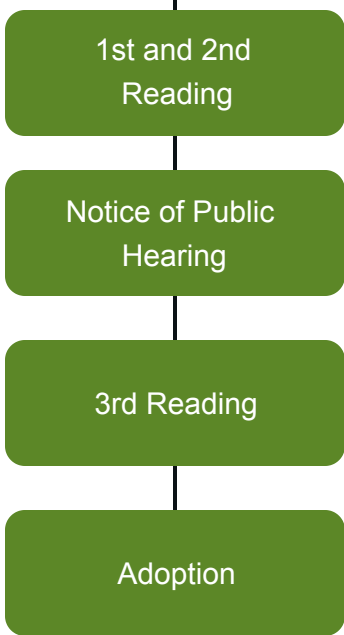 1st and 2nd
Reading
Notice of Public
Hearing
3rd Reading
Adoption